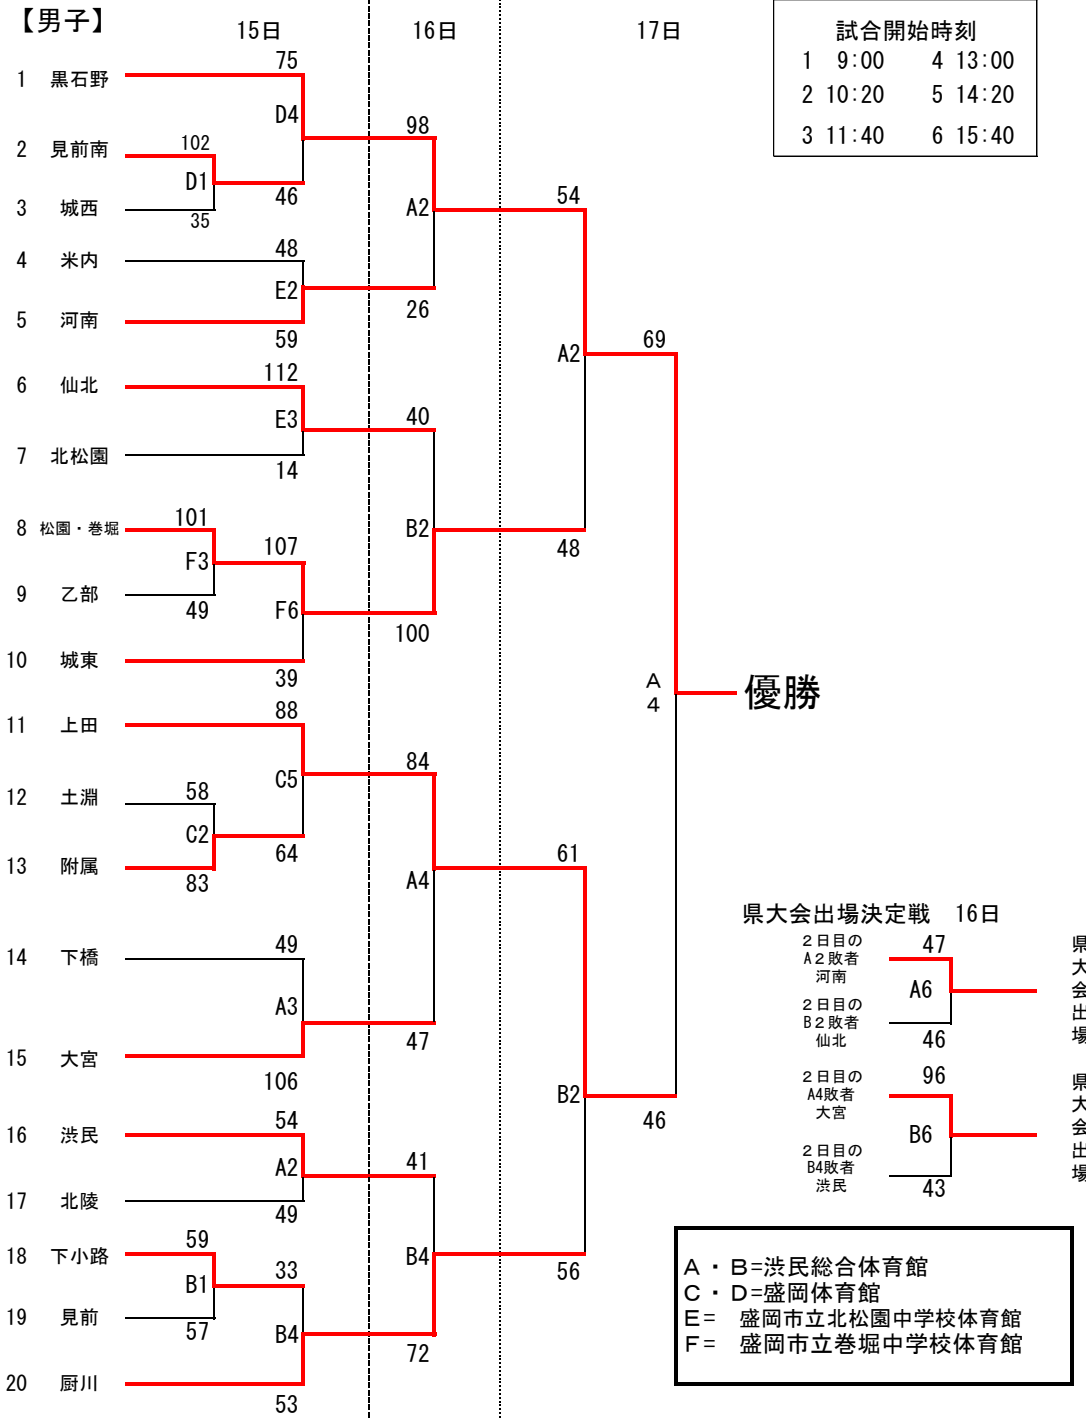 【男子】
15日
16日
17日
試合開始時刻
1 9:00 4 13:00
2 10:20 5 14:20
3 11:40 6 15:40
75
1 黒石野
D4
98
2 見前南
102
D1
46
A2
54
3 城西
35
48
4 米内
E2
26
5 河南
59
A2
69
112
6 仙北
E3
40
7 北松園
14
8 松園・巻堀
101
107
B2
48
F3
9 乙部
49
F6
100
10 城東
39
A
4
優勝
88
11 上田
84
C5
12 土淵
58
C2
64
61
13 附属
83
A4
14 下橋
49
A3
47
15 大宮
106
B2
46
54
16 渋民
A2
41
17 北陵
49
18 下小路
59
B1
33
B4
56
19 見前
57
B4
72
20 厨川
53
県大会出場決定戦 16日
2日目の
A2敗者
河南
47
A6
2日目の
B2敗者
仙北
46
県
大
会
出
場
2日目の
A4敗者
大宮
96
B6
2日目の
B4敗者
渋民
43
県
大
会
出
場
A・B=渋民総合体育館
C・D=盛岡体育館
E= 盛岡市立北松園中学校体育館
F= 盛岡市立巻堀中学校体育館